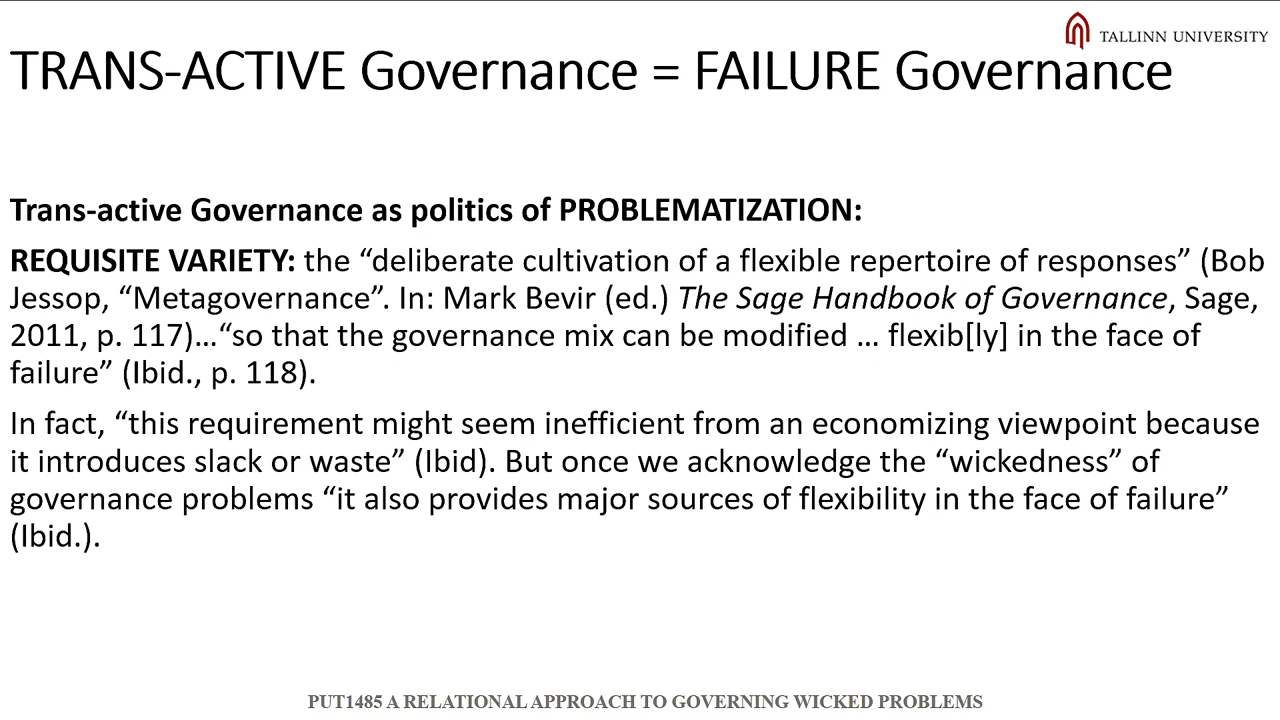 TALLINN UNIVERSITY
TRANS-ACTIVE Governance = FAILURE Governance
Trans-active Governance as politics of PROBLEMATIZATION:
REQUISITE VARIETY: the “deliberate cultivation of a flexible repertoire of responses” (Bob
Jessop, “Metagovernance”. In: Mark Bevir (ed.) The Sage Handbook of Governance, Sage,
2011, p. 117)…“so that the governance mix can be modified … flexib[ly] in the face of
failure” (Ibid., p. 118).
In fact, “this requirement might seem inefficient from an economizing viewpoint because
it introduces slack or waste” (Ibid). But once we acknowledge the “wickedness” of
governance problems “it also provides major sources of flexibility in the face of failure”
(Ibid.).
PUT1485 A RELATIONAL APPROACH TO GOVERNING WICKED PROBLEMS